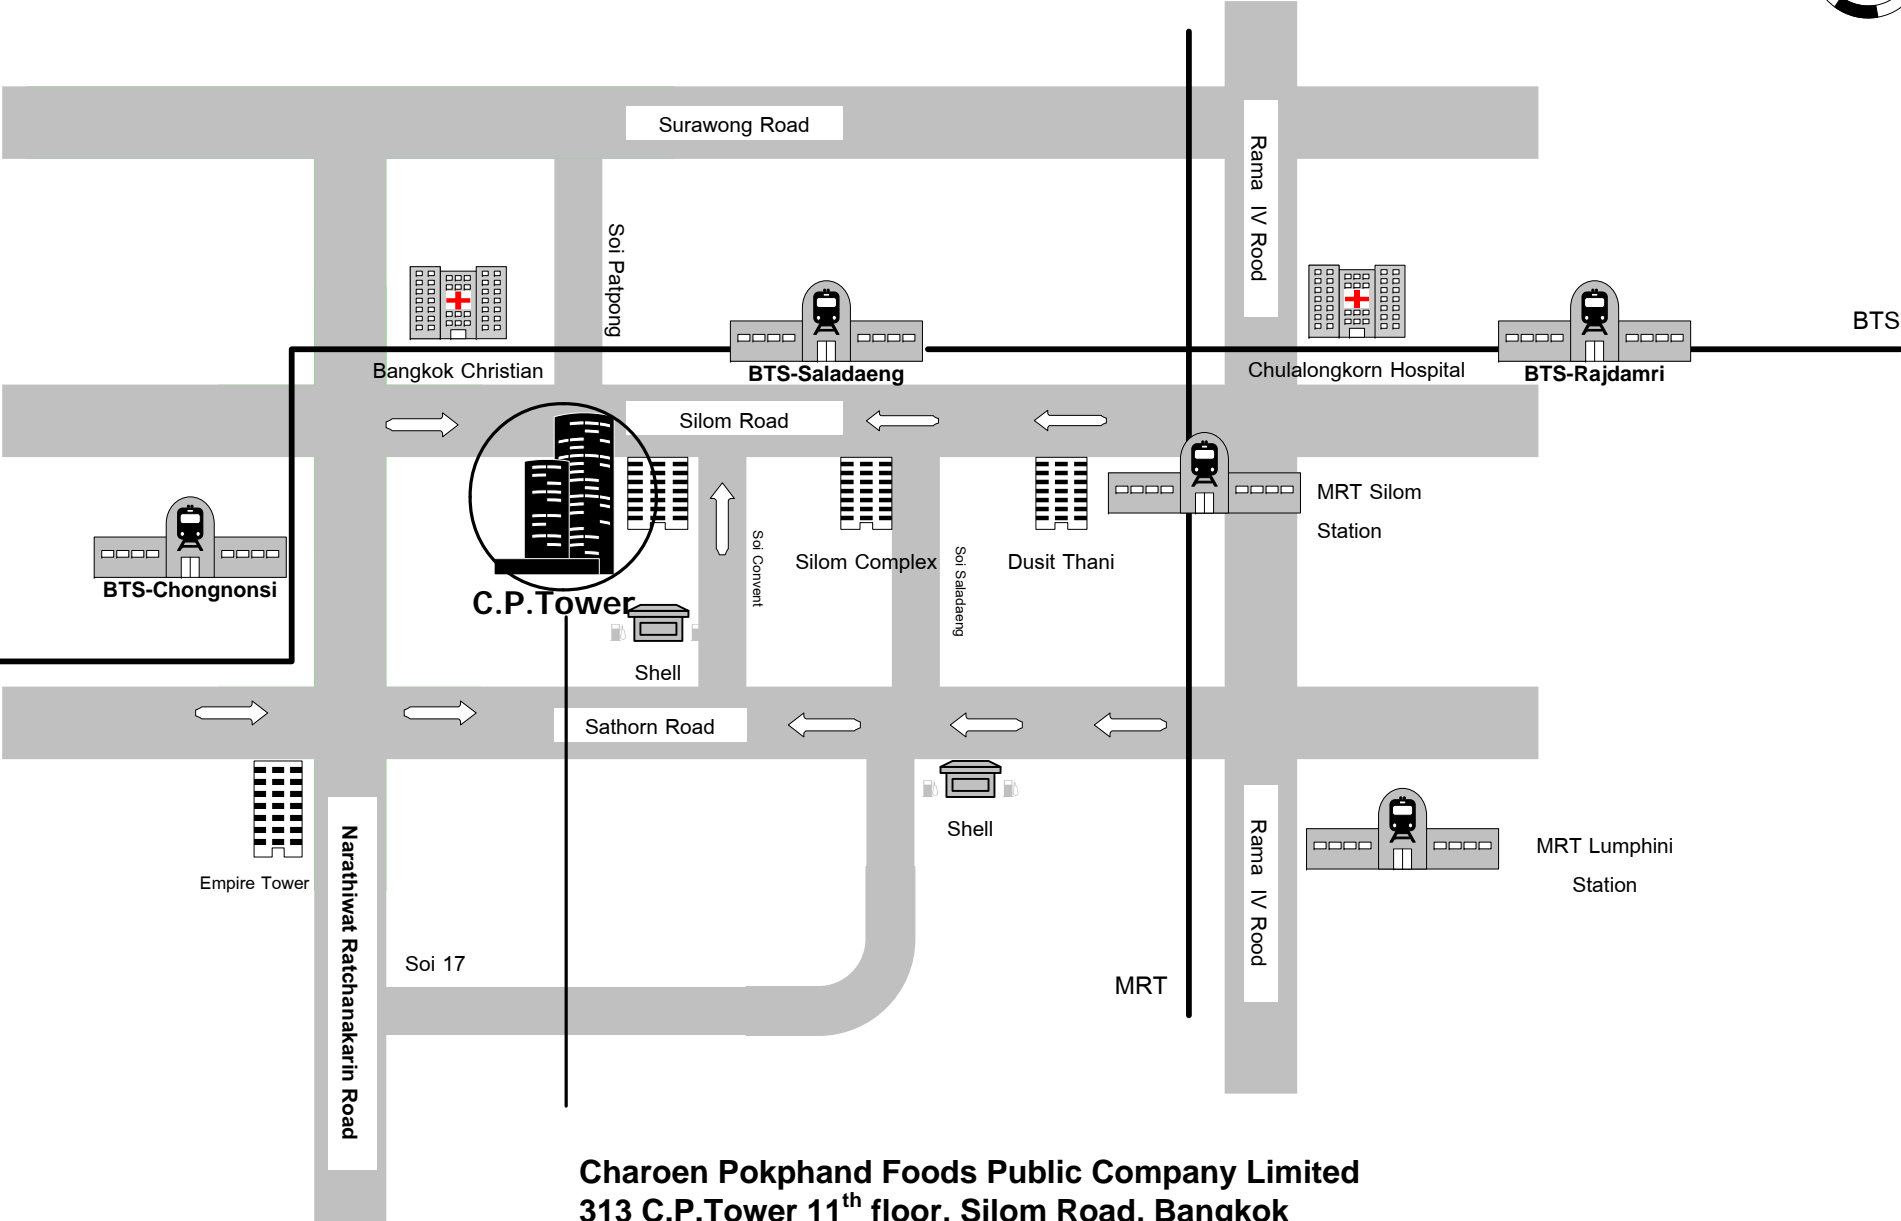 Surawong Road
Rama IV Rood
Soi Patpong
BTS
Bangkok Christian
BTS-Saladaeng
Chulalongkorn Hospital
BTS-Rajdamri
Silom Road
MRT Silom
Station
Soi Convent
Silom Complex
Soi Saladaeng
Dusit Thani
BTS-Chongnonsi
C.P.Tower
Shell
Sathorn Road
Shell
Rama IV Rood
MRT Lumphini
Station
Empire Tower
Narathiwat Ratchanakarin Road
Soi 17
MRT
Charoen Pokphand Foods Public Company Limited
313 C.P.Tower 11th floor, Silom Road, Bangkok